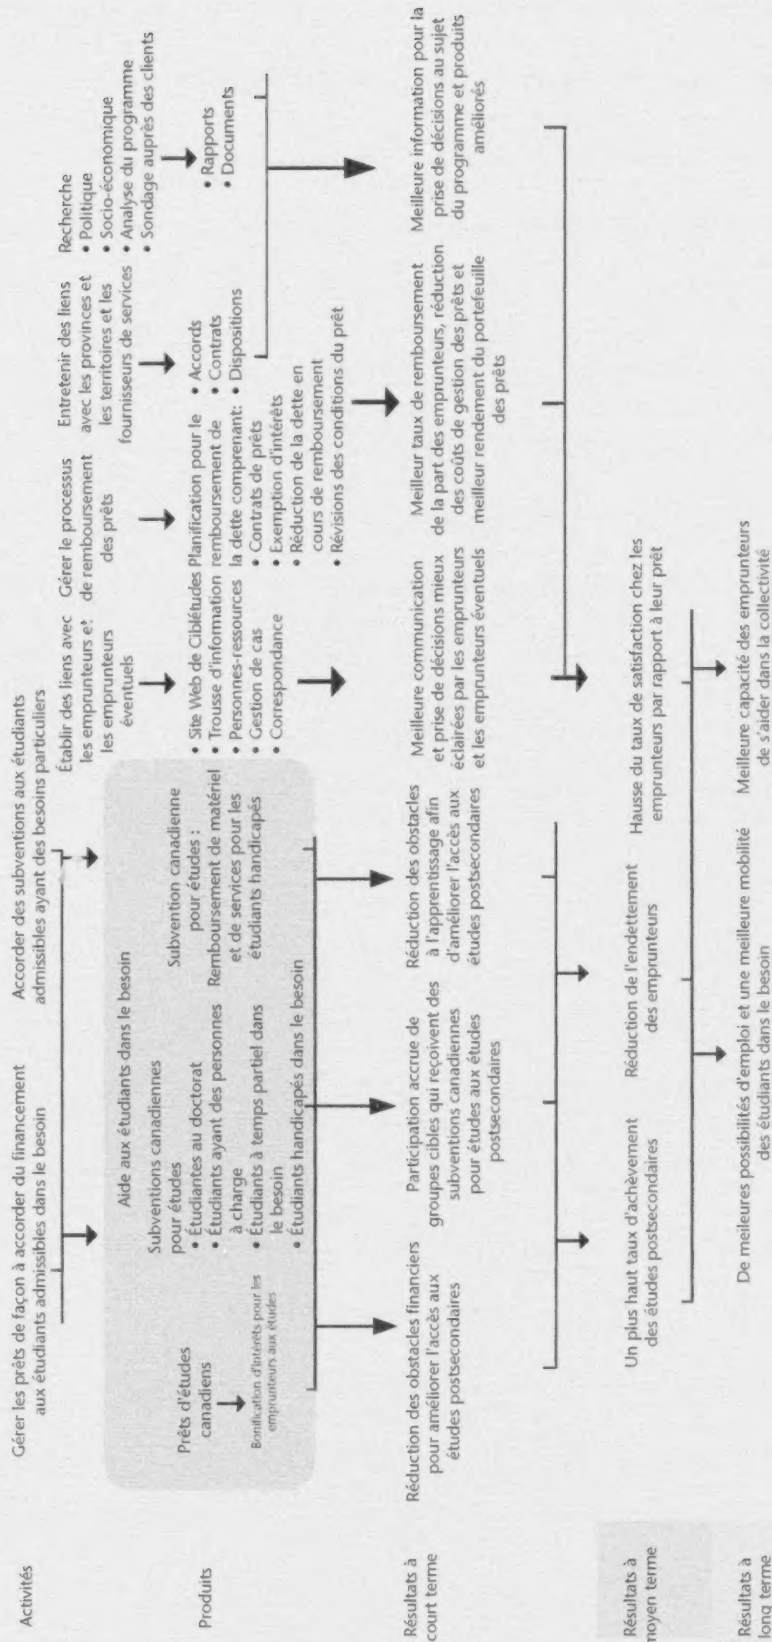 Activités
Gérer les prêts de façon à accorder du financement
aux étudiants admissibles dans le besoin
Accorder des subventions aux étudiants
admissibles ayant des besoins particuliers
Établir des liens avec
les emprunteurs et
les emprunteurs
éventuels
Gérer le processus
de remboursement
des prêts
Entretenir des liens
avec les provinces et
les territoires et les
fournisseurs de services
Recherche
• Politique
• Socio-économique
• Analyse du programme
• Sondage auprès des clients
Produits
Aide aux étudiants dans le besoin
Prêts d'études
canadiens
Bonification d'intérêts pour les
emprunteurs aux études
Subventions canadiennes
pour études
• Étudiantes au doctorat
• Étudiants ayant des personnes
à charge
• Étudiants à temps partiel dans
le besoin
• Étudiants handicapés dans le besoin
Subvention canadienne
pour études :
Remboursement de matériel
et de services pour les
étudiants handicapés
• Site Web de Ciblétudes
• Trousse d'information
• Personnes-ressources
• Gestion de cas
• Correspondance
Planification pour le
remboursement de
la dette comprenant:
• Contrats de prêts
• Exemption d'intérêts
• Réduction de la dette en
cours de remboursement
• Révisions des conditions du prêt
• Accords
• Contrats
• Dispositions
• Rapports
• Documents
Résultats à
court terme
Réduction des obstacles financiers
pour améliorer l'accès aux
études postsecondaires
Participation accrue de
groupes cibles qui reçoivent des
subventions canadiennes
pour études aux études
postsecondaires
Réduction des obstacles
à l'apprentissage afin
d'améliorer l'accès aux
études postsecondaires
Meilleure communication
et prise de décisions mieux
éclairées par les emprunteurs
et les emprunteurs éventuels
Meilleur taux de remboursement
de la part des emprunteurs, réduction
des coûts de gestion des prêts et
meilleur rendement du portefeuille
des prêts
Meilleure information pour la
prise de décisions au sujet
du programme et produits
améliorés
Résultats à
moyen terme
Un plus haut taux d'achèvement
des études postsecondaires
Réduction de l'endettement
des emprunteurs
Hausse du taux de satisfaction chez les
emprunteurs par rapport à leur prêt
Résultats à
long terme
De meilleures possibilités d'emploi et une meilleure mobilité
des étudiants dans le besoin
Meilleure capacité des emprunteurs
de s'aider dans la collectivité